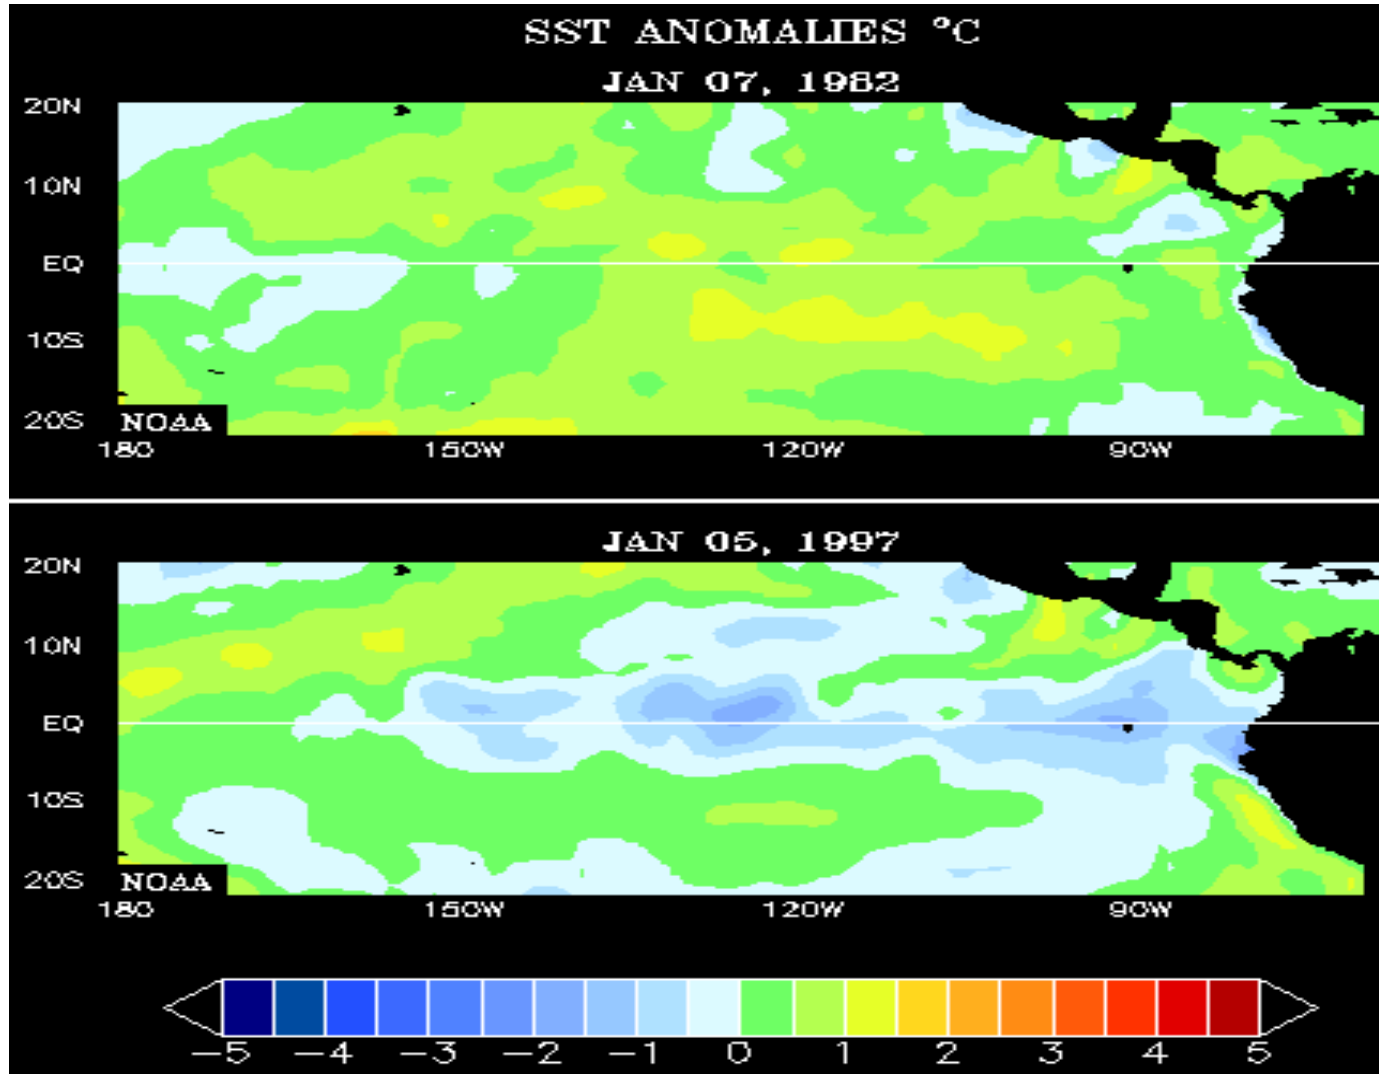 SST ANOMALIES °C
JAN 07, 1982
20N
10N
EQ
10S
20S
NOAA
180 150W 120W 90W
JAN 05, 1997
20N
10N
EQ
10S
20S
NOAA
180 150W 120W 90W
−5 −4 −3 −2 −1 0 1 2 3 4 5